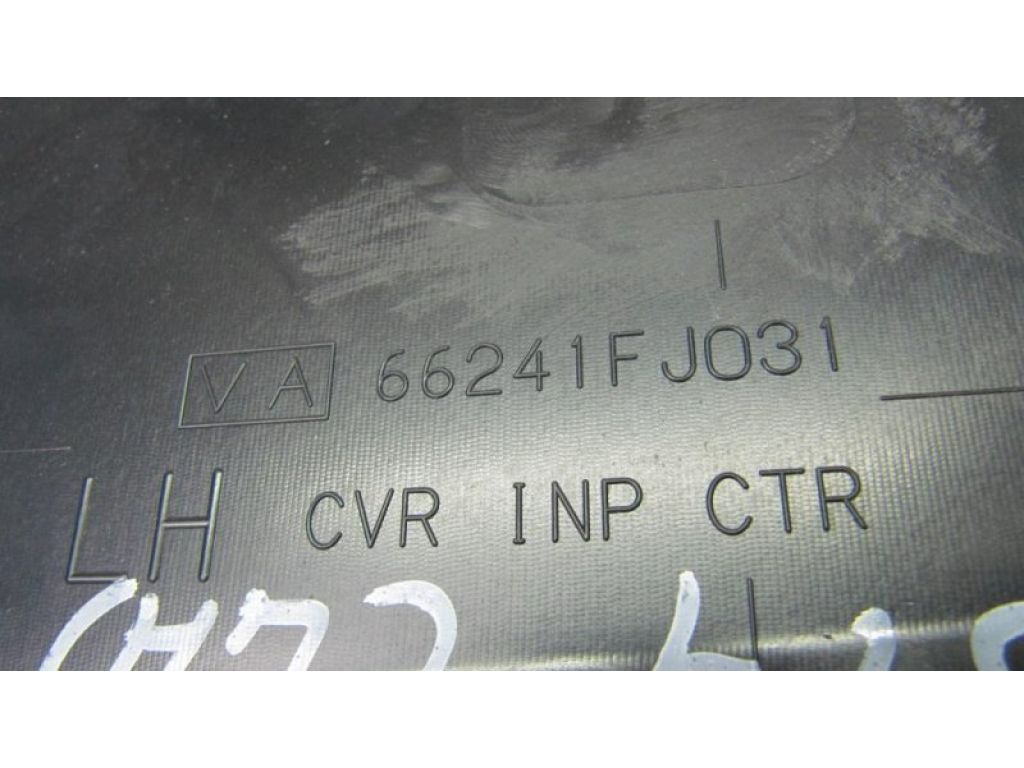 VA 66241FJ031
LH CVR INP CTR